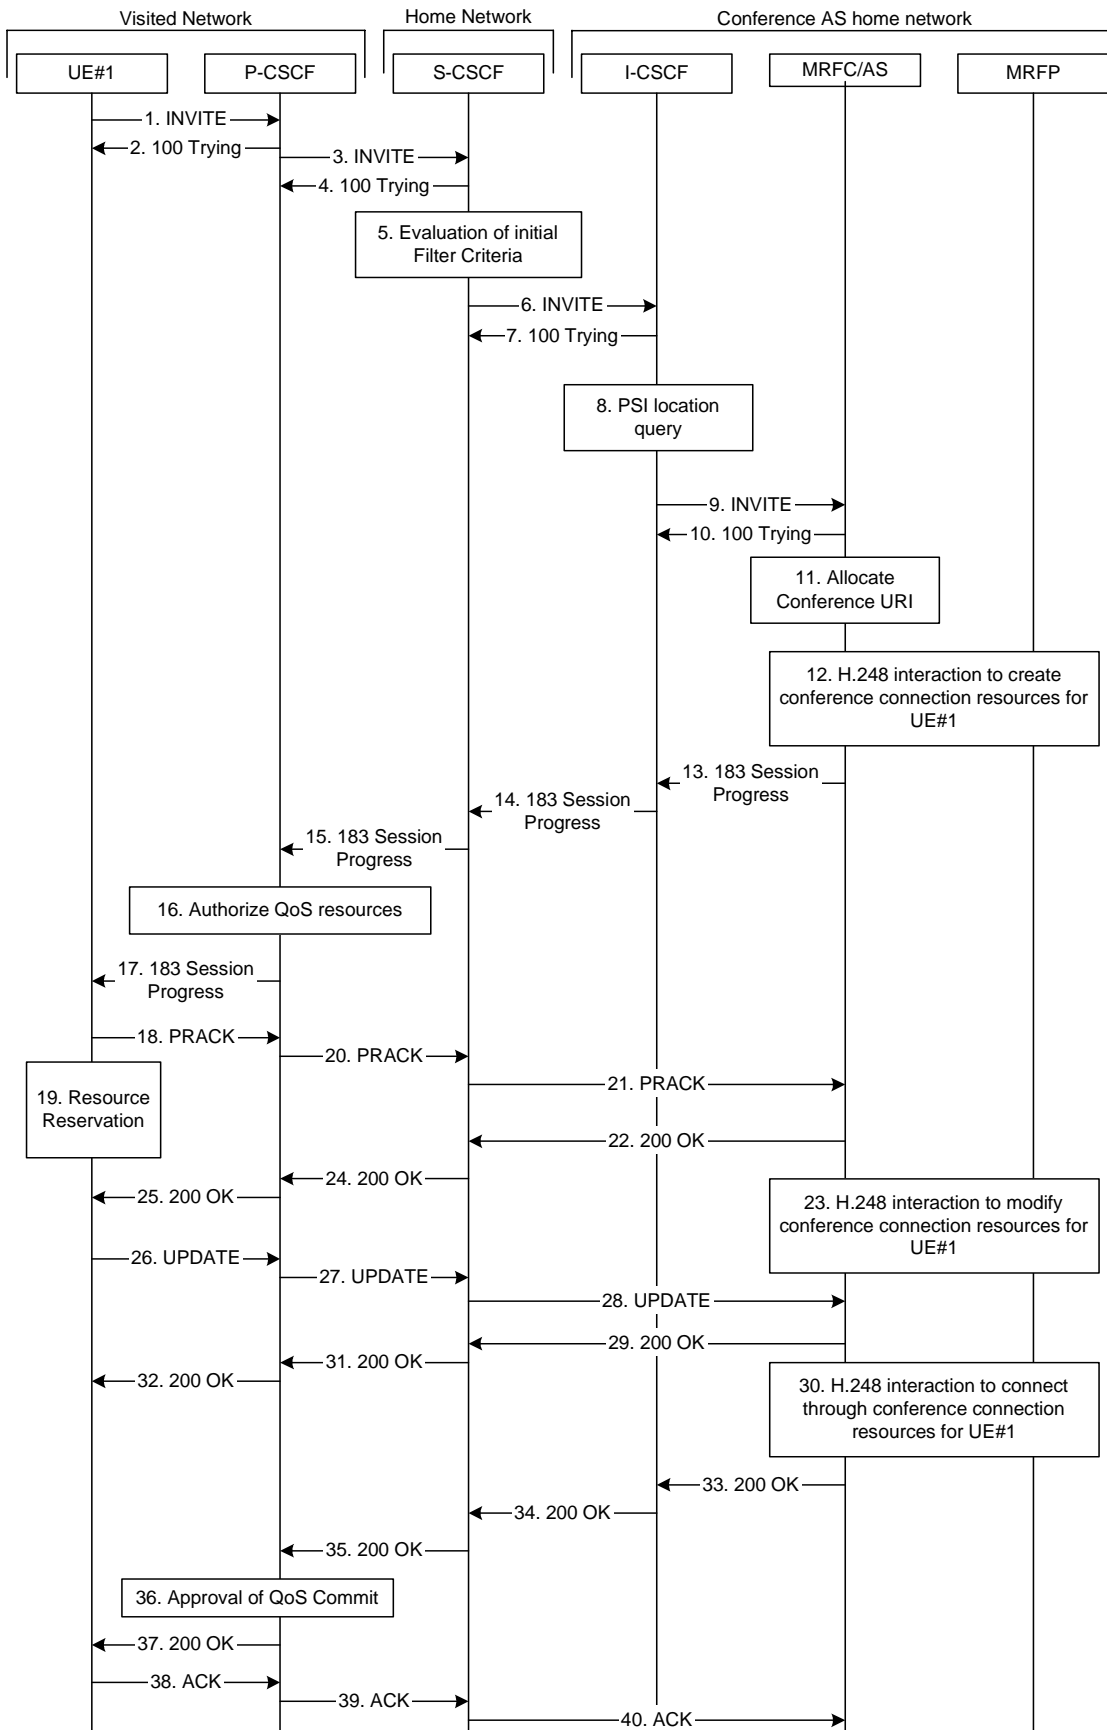 Visited Network
Home Network
Conference AS home network
UE#1
P-CSCF
S-CSCF
I-CSCF
MRFC/AS
MRFP
1. INVITE
2. 100 Trying
3. INVITE
4. 100 Trying
5. Evaluation of initial
Filter Criteria
6. INVITE
7. 100 Trying
8. PSI location
query
9. INVITE
10. 100 Trying
11. Allocate
Conference URI
12. H.248 interaction to create
conference connection resources for
UE#1
13. 183 Session
Progress
14. 183 Session
Progress
15. 183 Session
Progress
16. Authorize QoS resources
17. 183 Session
Progress
18. PRACK
19. Resource
Reservation
20. PRACK
21. PRACK
22. 200 OK
23. H.248 interaction to modify
conference connection resources for
UE#1
24. 200 OK
25. 200 OK
26. UPDATE
27. UPDATE
28. UPDATE
29. 200 OK
30. H.248 interaction to connect
through conference connection
resources for UE#1
31. 200 OK
32. 200 OK
33. 200 OK
34. 200 OK
35. 200 OK
36. Approval of QoS Commit
37. 200 OK
38. ACK
39. ACK
40. ACK